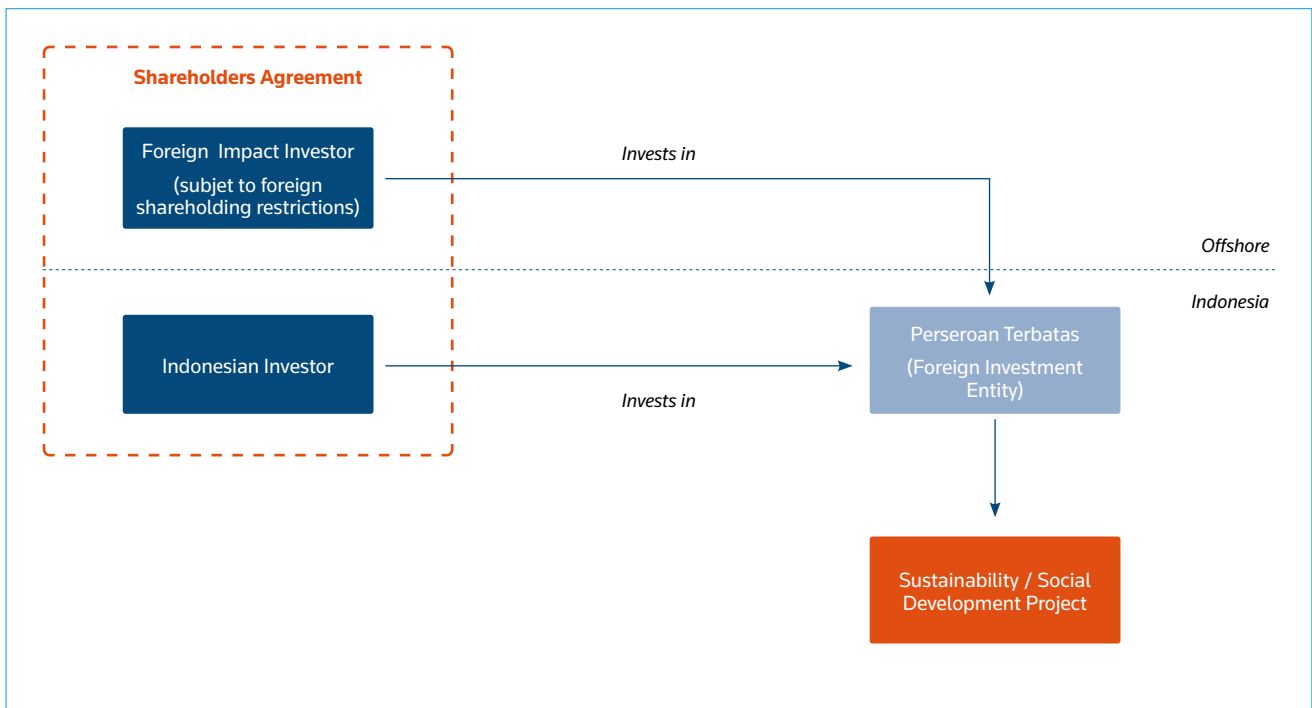 Shareholders Agreement
Foreign Impact Investor
(subjet to foreign
shareholding restrictions)
Invests in
Offshore
Indonesia
Indonesian Investor
Invests in
Perseroan Terbatas
(Foreign Investment
Entity)
Sustainability / Social
Development Project